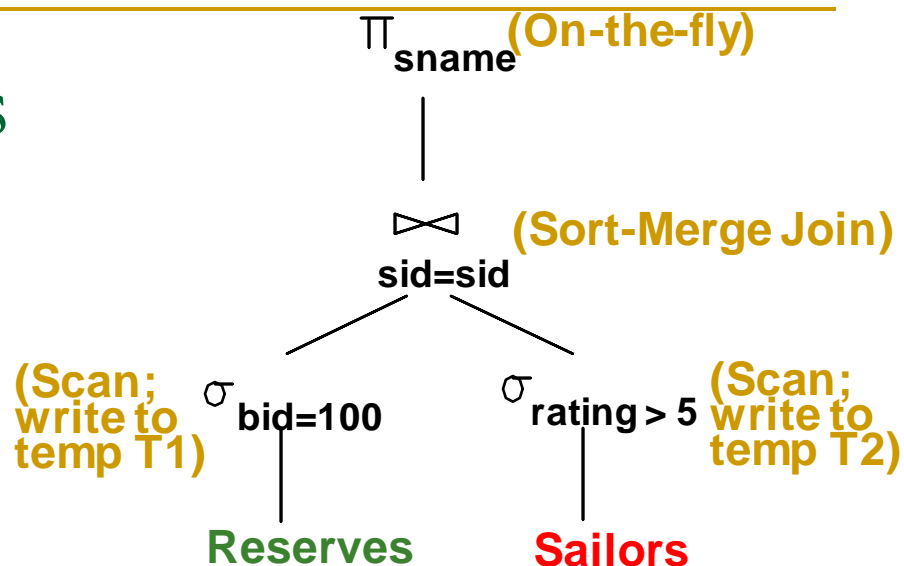 π sname (On-the-fly)
s
⋈ (Sort-Merge Join)
sid=sid
(Scan;
write to
temp T1)
σ bid=100
σ rating > 5
(Scan;
write to
temp T2)
Reserves
Sailors